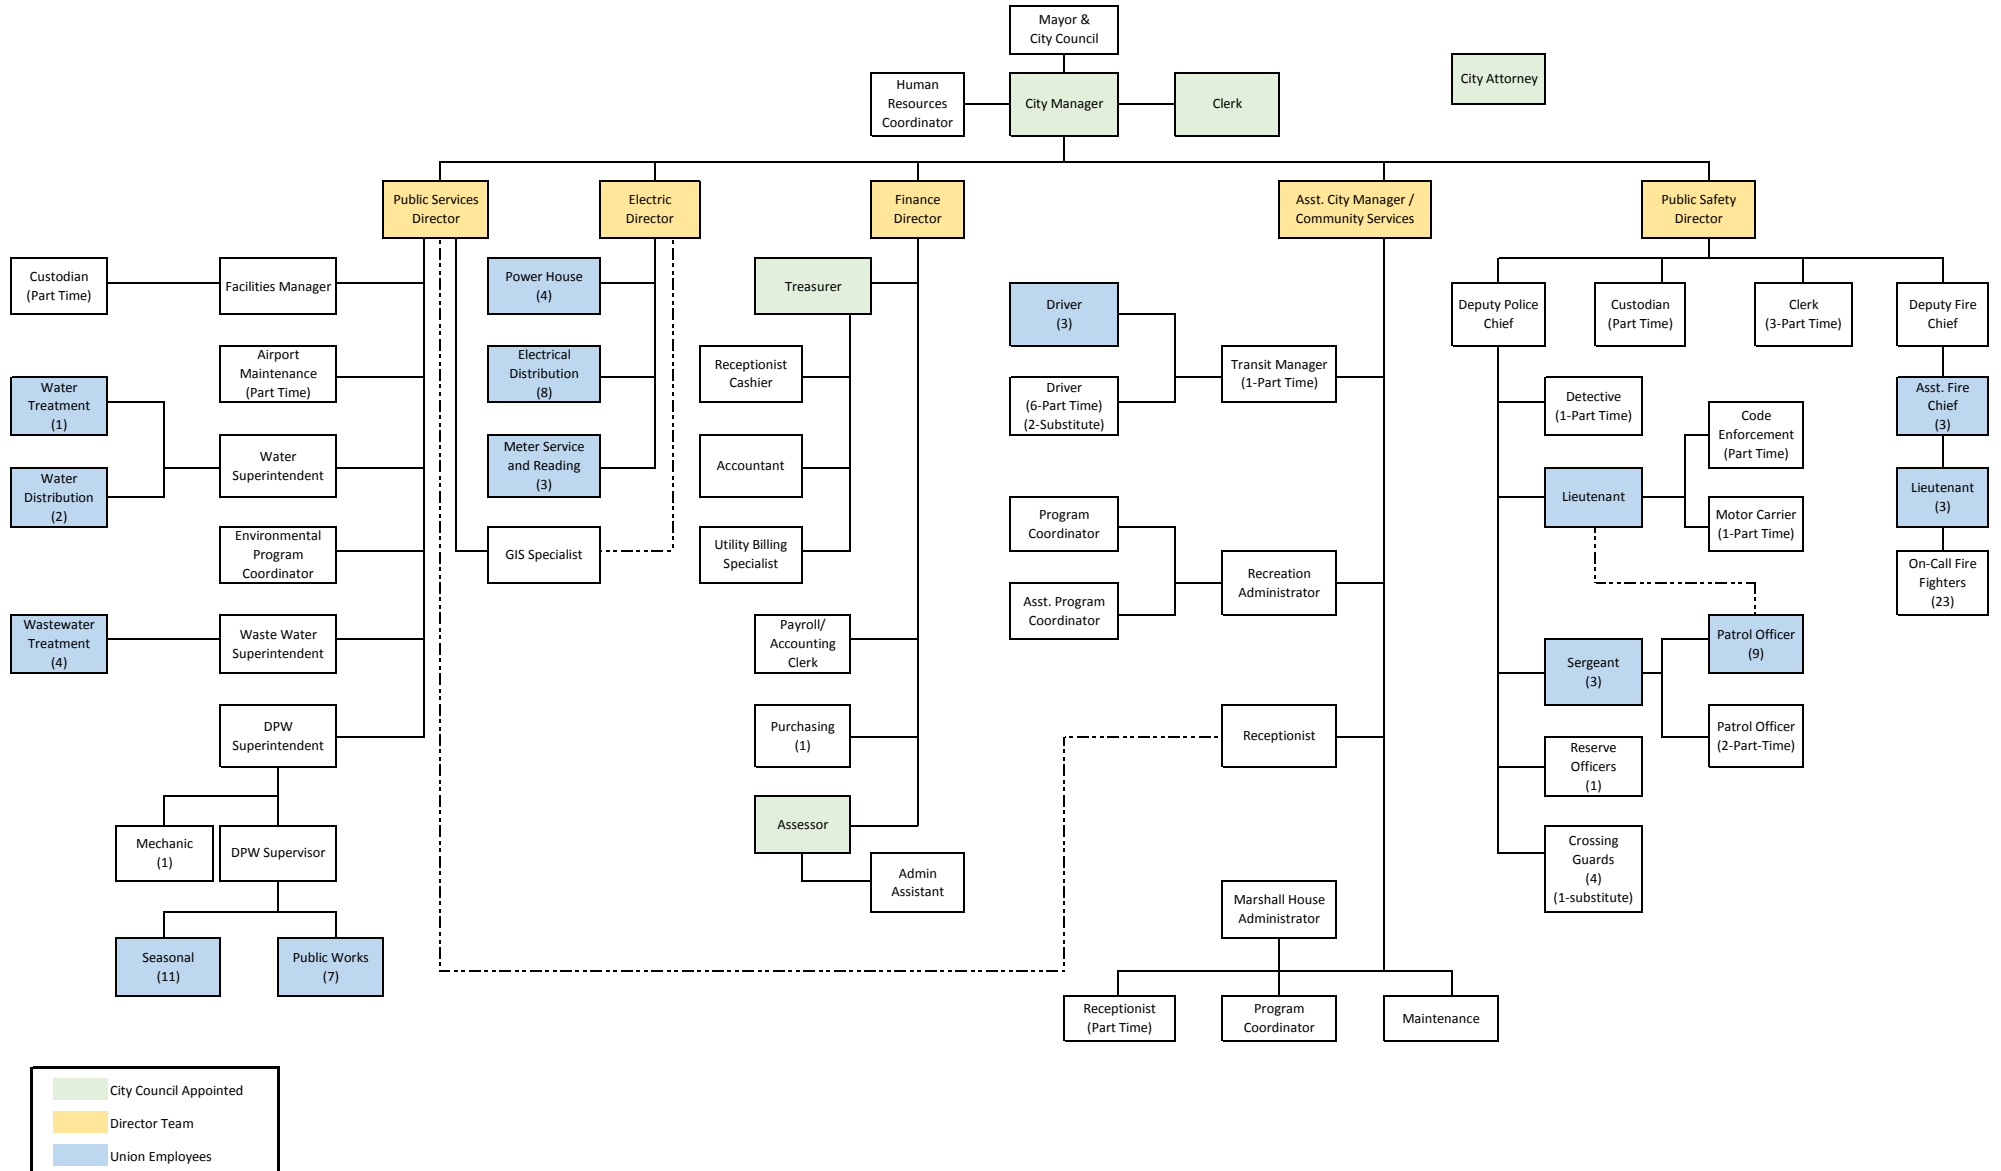 Mayor &
City Council
Human
Resources
Coordinator
City Manager
Clerk
City Attorney
Public Services
Director
Electric
Director
Finance
Director
Asst. City Manager /
Community Services
Public Safety
Director
Custodian
(Part Time)
Facilities Manager
Airport
Maintenance
(Part Time)
Water
Treatment
(1)
Water
Distribution
(2)
Water
Superintendent
Environmental
Program
Coordinator
Wastewater
Treatment
(4)
Waste Water
Superintendent
DPW
Superintendent
Mechanic
(1)
DPW Supervisor
Seasonal
(11)
Public Works
(7)
Power House
(4)
Electrical
Distribution
(8)
Meter Service
and Reading
(3)
GIS Specialist
Treasurer
Receptionist
Cashier
Accountant
Utility Billing
Specialist
Payroll/
Accounting
Clerk
Purchasing
(1)
Assessor
Admin
Assistant
Driver
(3)
Driver
(6-Part Time)
(2-Substitute)
Transit Manager
(1-Part Time)
Program
Coordinator
Asst. Program
Coordinator
Recreation
Administrator
Receptionist
Marshall House
Administrator
Receptionist
(Part Time)
Program
Coordinator
Maintenance
Deputy Police
Chief
Custodian
(Part Time)
Clerk
(3-Part Time)
Deputy Fire
Chief
Detective
(1-Part Time)
Lieutenant
Code
Enforcement
(Part Time)
Motor Carrier
(1-Part Time)
Sergeant
(3)
Patrol Officer
(9)
Patrol Officer
(2-Part-Time)
Reserve
Officers
(1)
Crossing
Guards
(4)
(1-substitute)
Asst. Fire
Chief
(3)
Lieutenant
(3)
On-Call Fire
Fighters
(23)
City Council Appointed
Director Team
Union Employees